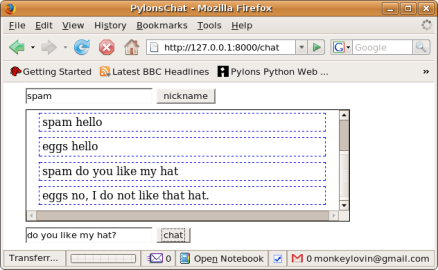 PylonsChat - Mozilla Firefox
File Edit View History Bookmarks Tools Help
http://127.0.0.1:8000/chat G Google
Getting Started Latest BBC Headlines Pylons Python Web ... »
spam nickname
spam hello
eggs hello
spam do you like my hat
eggs no, I do not like that hat.
do you like my hat? chat
Transferr... 0 Open Notebook 0 monkeylovin@gmail.com